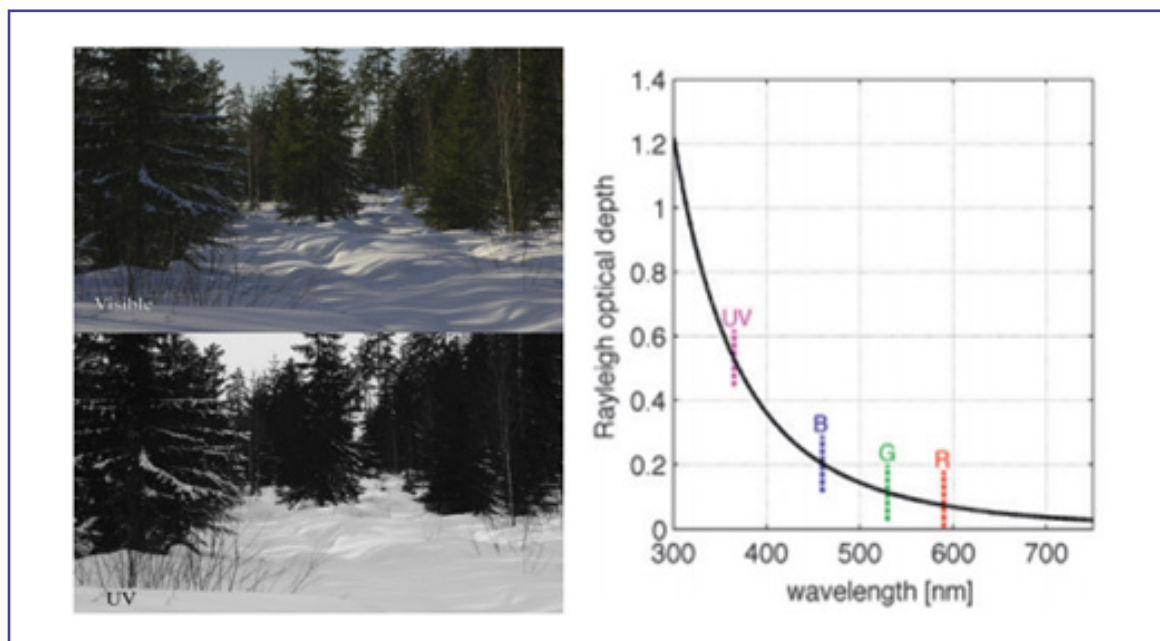 Visible
UV
1.4
1.2
1
0.8
0.6
0.4
0.2
0
UV
B
G
R
300 400 500 600 700
wavelength [nm]
Rayleigh optical depth